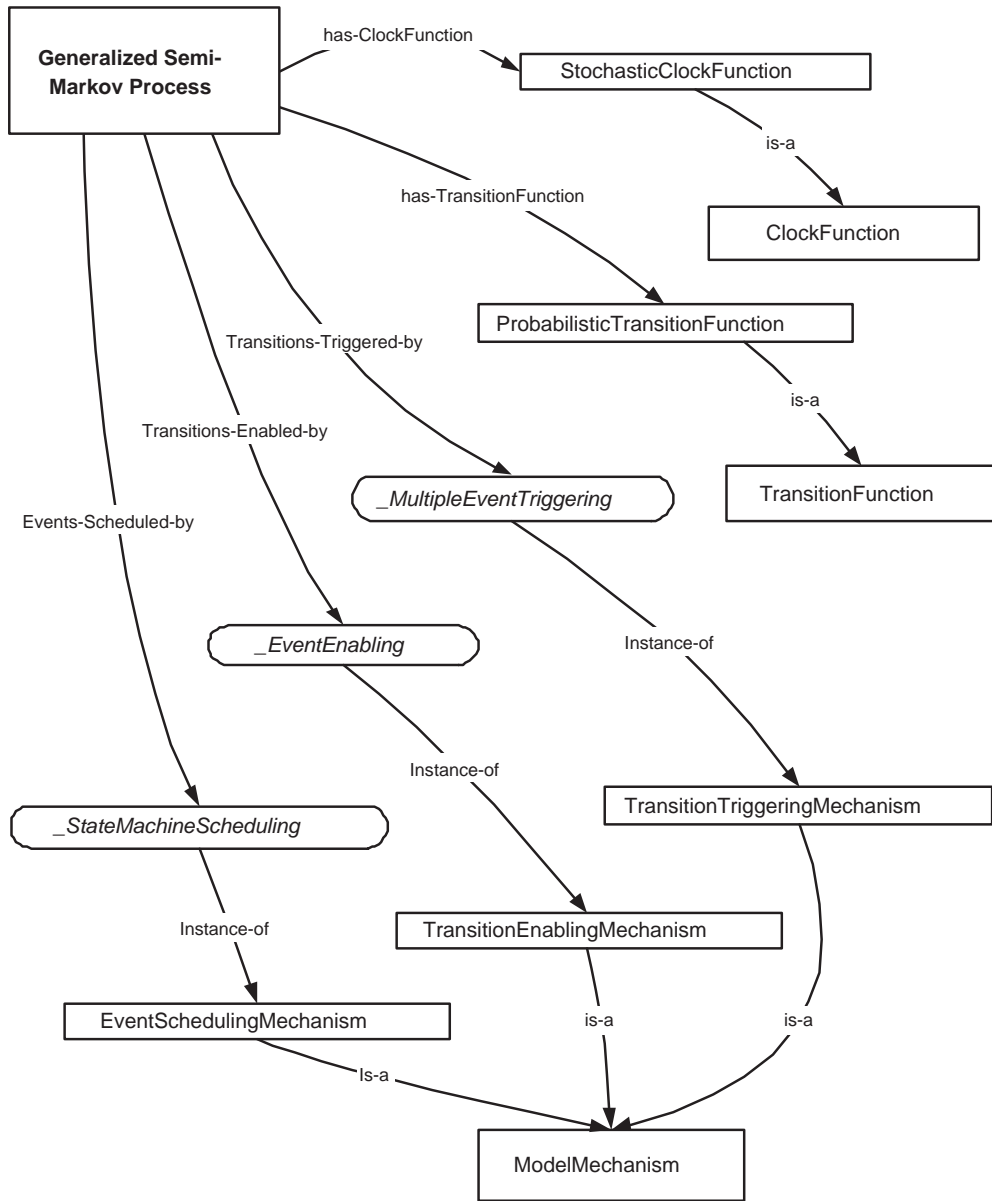 Generalized Semi-
Markov Process
has-ClockFunction
StochasticClockFunction
is-a
has-TransitionFunction
ClockFunction
ProbabilisticTransitionFunction
Transitions-Triggered-by
is-a
Transitions-Enabled-by
_MultipleEventTriggering
TransitionFunction
Events-Scheduled-by
_EventEnabling
Instance-of
Instance-of
TransitionTriggeringMechanism
_StateMachineScheduling
Instance-of
TransitionEnablingMechanism
EventSchedulingMechanism
is-a
is-a
Is-a
ModelMechanism